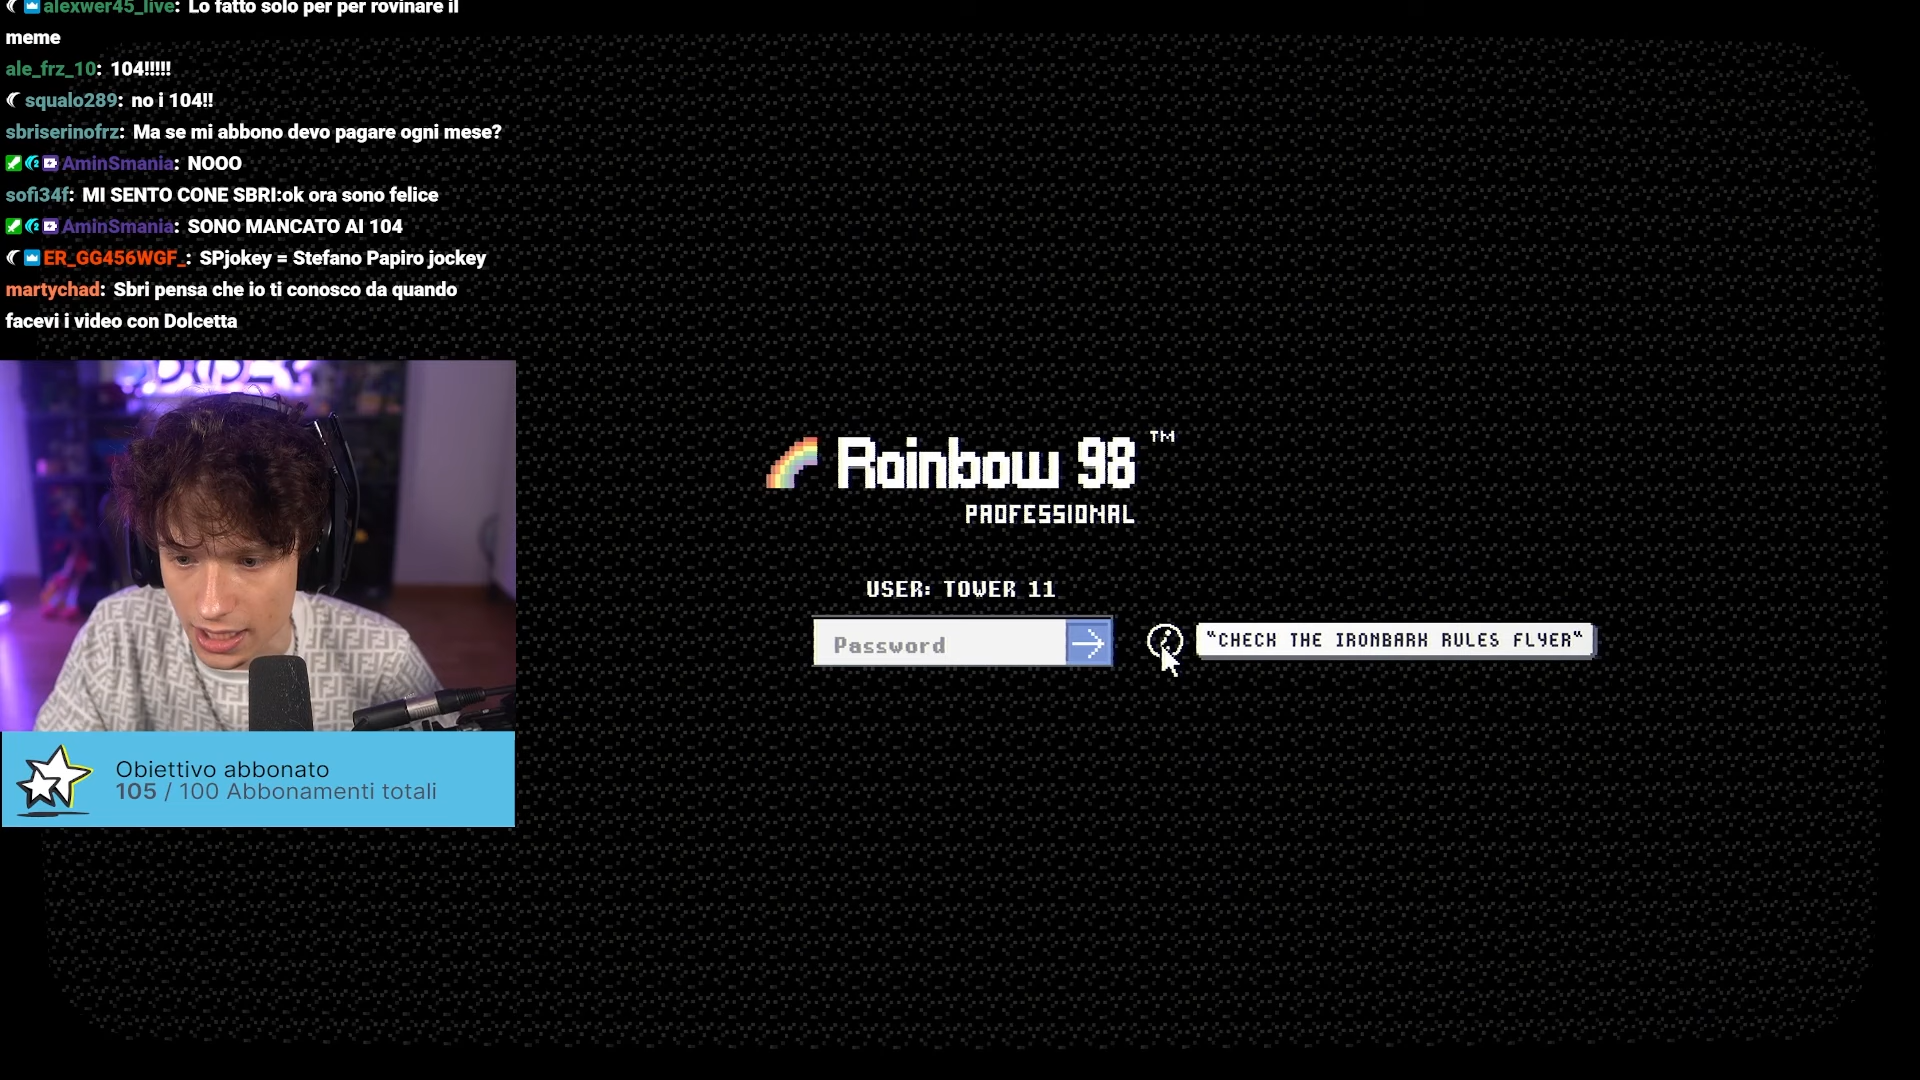 alexwer45_live: Lo fatto solo per per rovinare il
meme
ale_frz_10: 104!!!!!
squalo289: no i 104!!
sbriserinofrz: Ma se mi abbono devo pagare ogni mese?
AminSmania: NOOO
sofi34f: MI SENTO CONE SBRI:ok ora sono felice
AminSmania: SONO MANCATO AI 104
ER_GG456WGF_: SPjokey = Stefano Papiro jockey
martychad: Sbri pensa che io ti conosco da quando
facevi i video con Dolcetta
Rainbow 98 ™
PROFESSIONAL
USER: TOWER 11
Password
"CHECK THE IRONBARK RULES FLYER"
Obiettivo abbonato
105 / 100 Abbonamenti totali